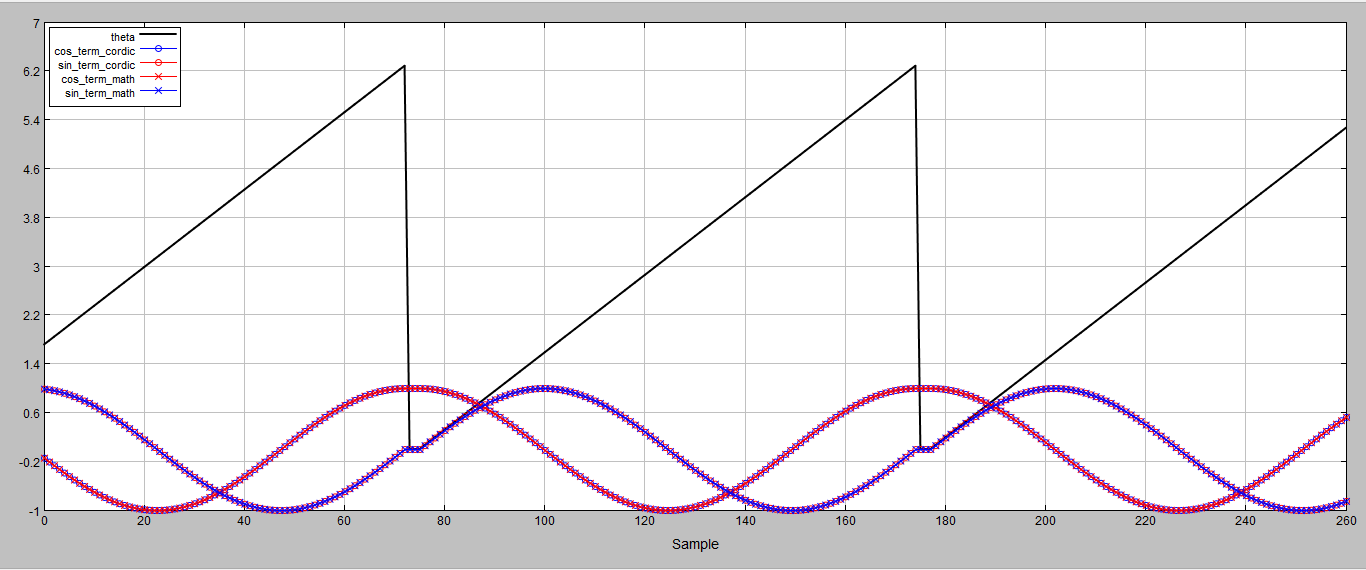 7
theta
cos_term_cordic
sin_term_cordic
cos_term_math
sin_term_math
6.2
5.4
4.6
3.8
3
2.2
1.4
0.6
-0.2
-1
0 20 40 60 80 100 120 140 160 180 200 220 240 260
Sample